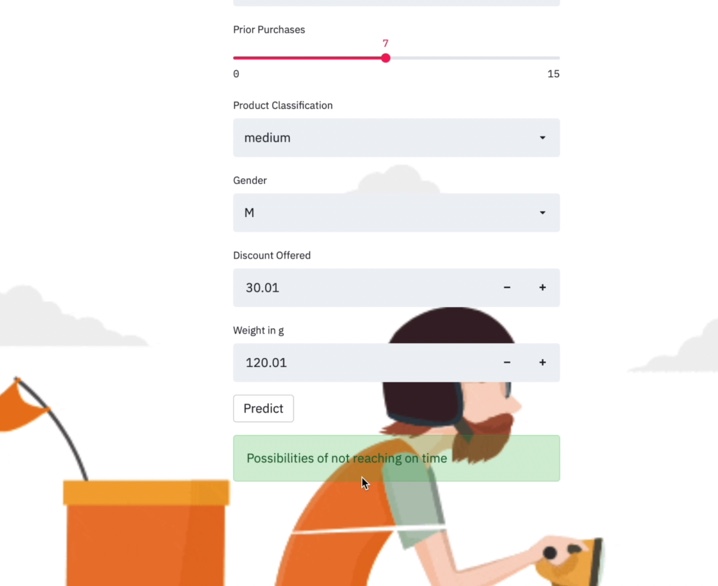 Prior Purchases
7
0 15
Product Classification
medium
Gender
M
Discount Offered
30.01 − +
Weight in g
120.01 − +
Predict
Possibilities of not reaching on time